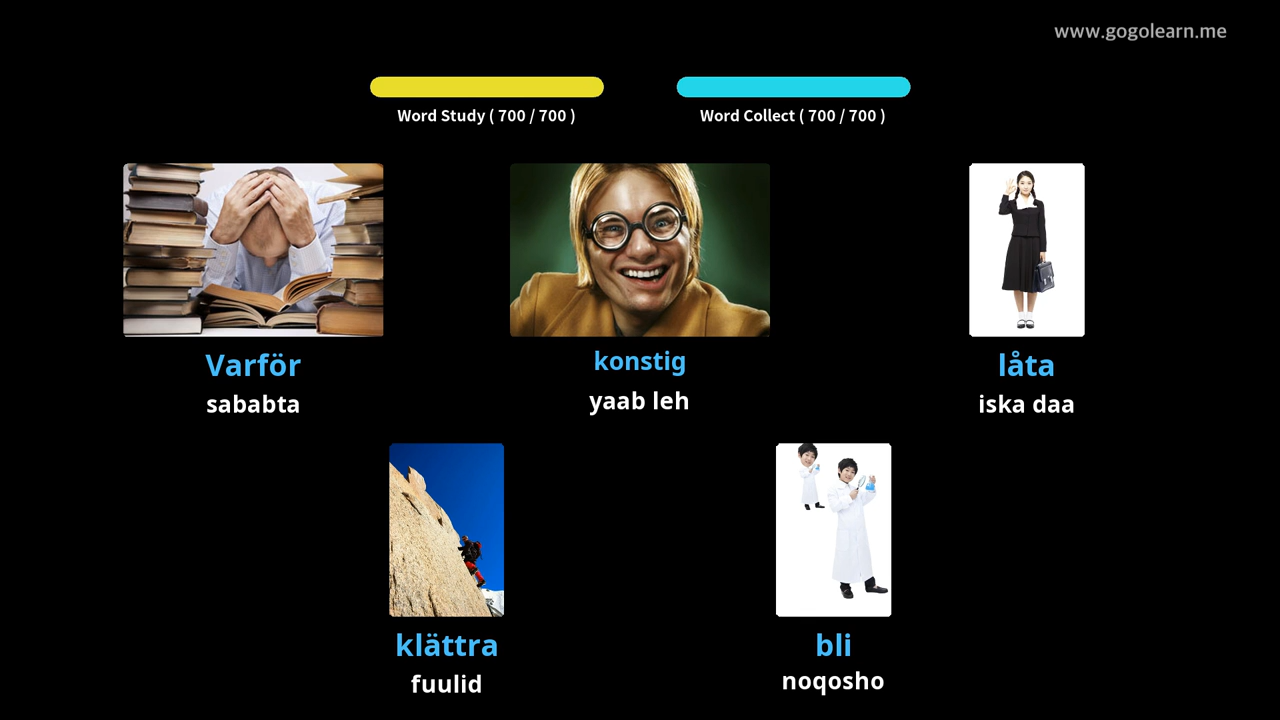 www.gogolearn.me
Word Study ( 700 / 700 )
Word Collect ( 700 / 700 )
Varför
sababta
konstig
yaab leh
låta
iska daa
klättra
fuulid
bli
noqosho